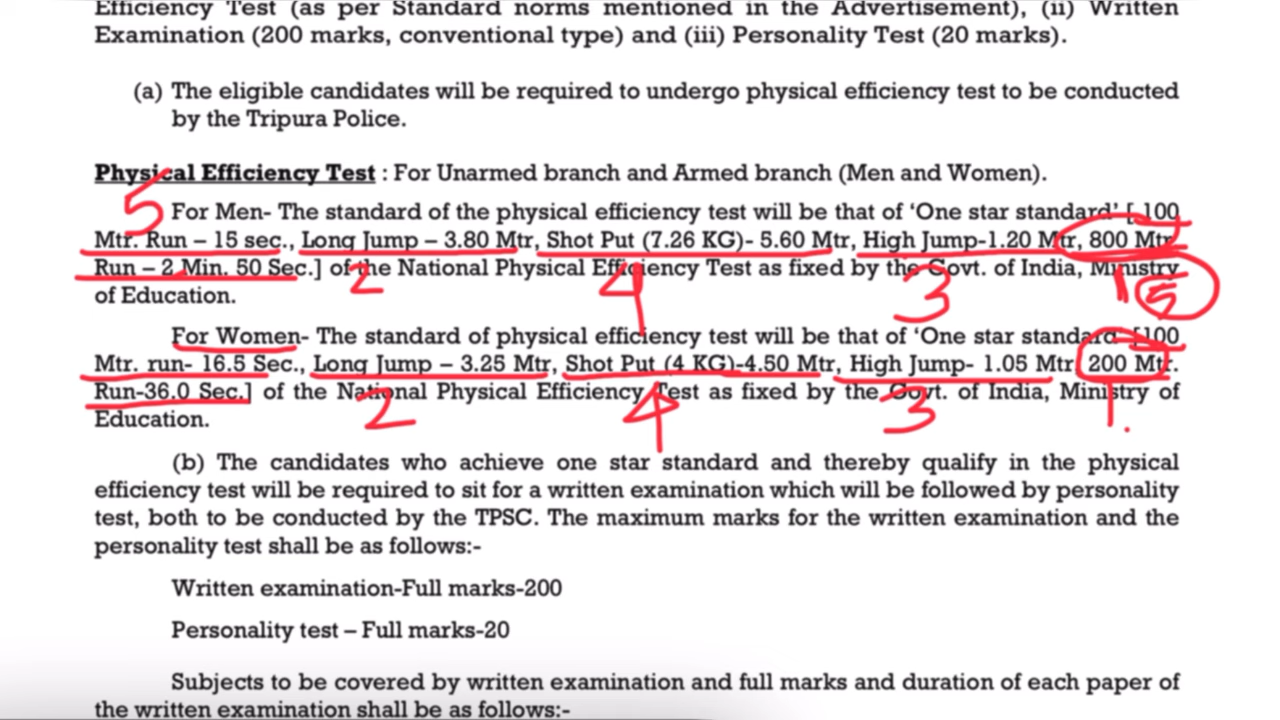 Efficiency Test (as per Standard norms mentioned in the Advertisement), (ii) Written
Examination (200 marks, conventional type) and (iii) Personality Test (20 marks).
(a) The eligible candidates will be required to undergo physical efficiency test to be conducted
by the Tripura Police.
Physical Efficiency Test : For Unarmed branch and Armed branch (Men and Women).
5
For Men- The standard of the physical efficiency test will be that of ‘One star standard’ [ 100
Mtr. Run – 15 sec., Long Jump – 3.80 Mtr, Shot Put (7.26 KG)- 5.60 Mtr, High Jump-1.20 Mtr, 800 Mtr
Run – 2 Min. 50 Sec.] of the National Physical Efficiency Test as fixed by the Govt. of India, Ministry
2 4 3 1 5
of Education.
For Women- The standard of physical efficiency test will be that of ‘One star standard- [100
Mtr. run- 16.5 Sec., Long Jump – 3.25 Mtr, Shot Put (4 KG)-4.50 Mtr, High Jump- 1.05 Mtr 200 Mtr.
Run-36.0 Sec.] of the National Physical Efficiency Test as fixed by the Govt. of India, Ministry of
2 4 3 1
Education.
(b) The candidates who achieve one star standard and thereby qualify in the physical
efficiency test will be required to sit for a written examination which will be followed by personality
test, both to be conducted by the TPSC. The maximum marks for the written examination and the
personality test shall be as follows:-
Written examination-Full marks-200
Personality test – Full marks-20
Subjects to be covered by written examination and full marks and duration of each paper of
the written examination shall be as follows:-